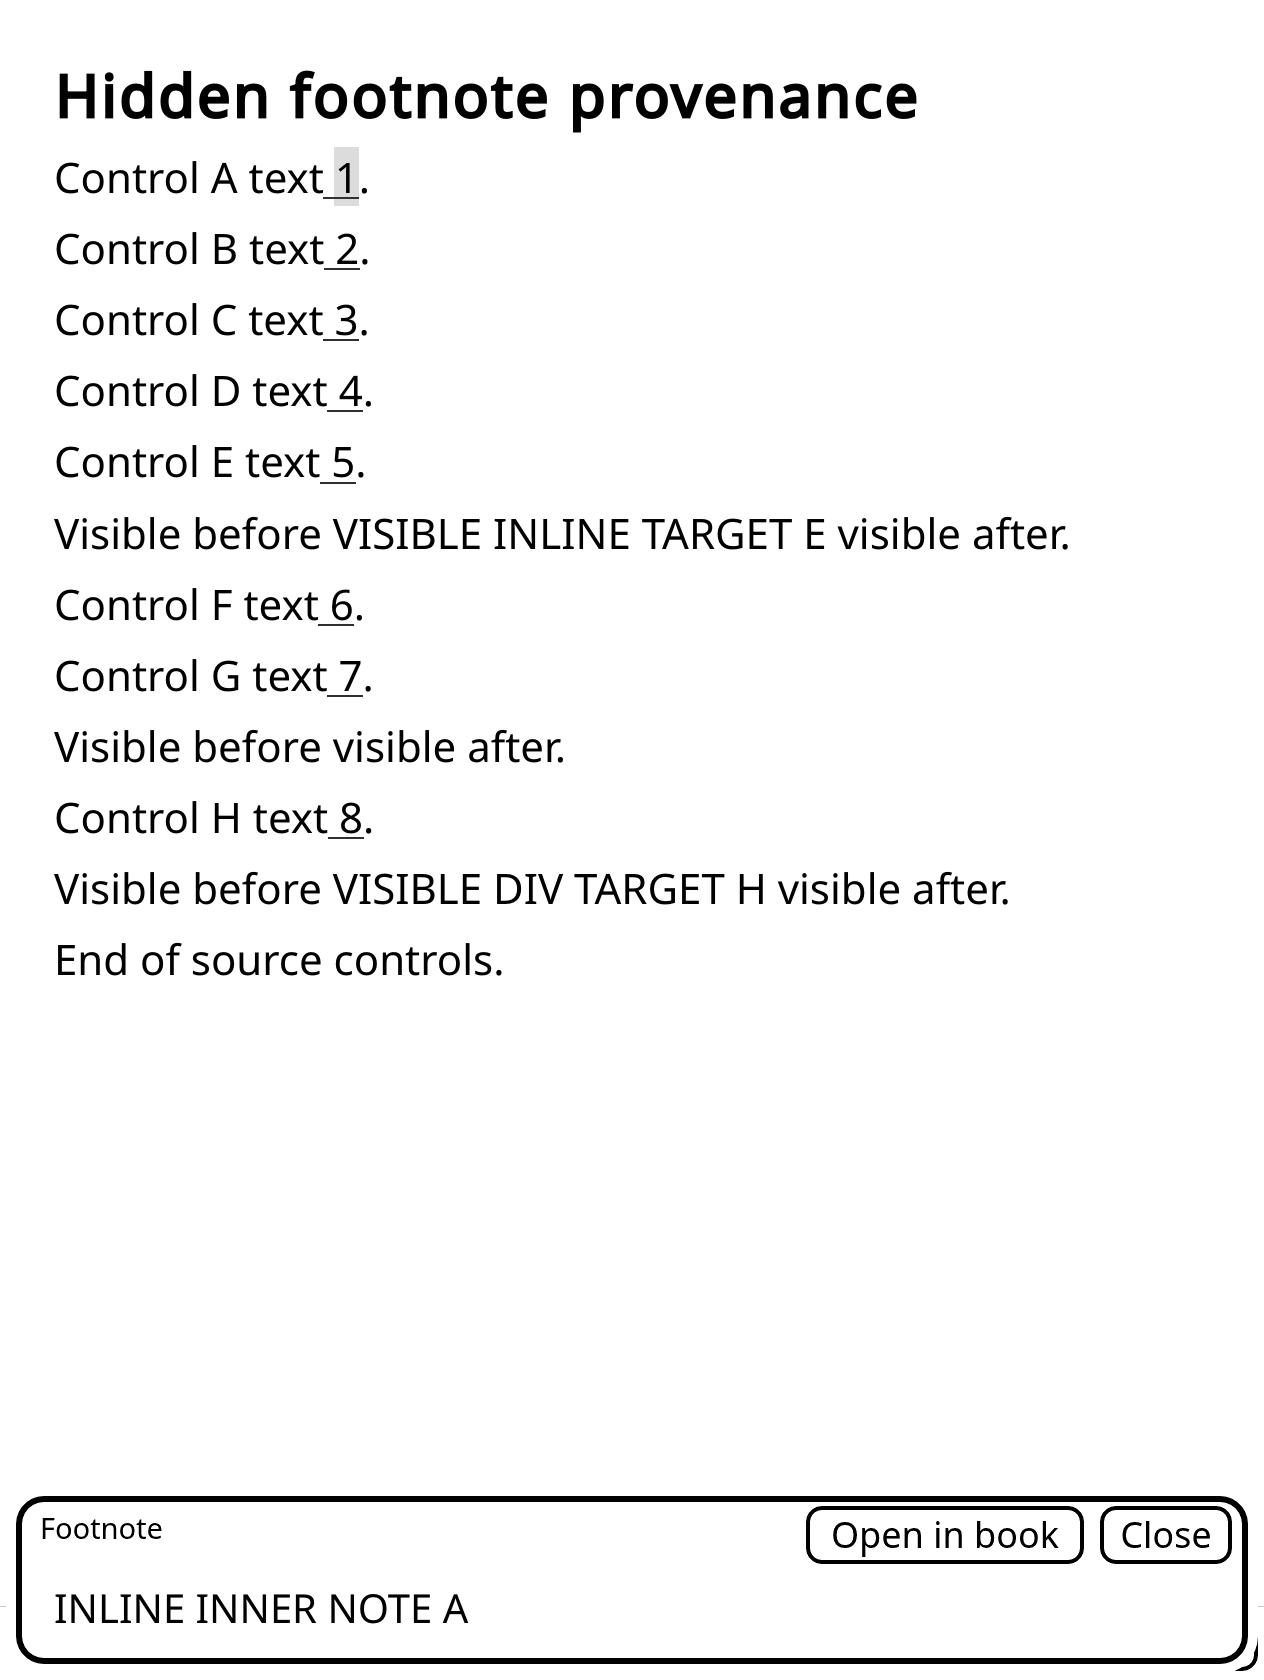 Hidden footnote provenance
Control A text 1.
Control B text 2.
Control C text 3.
Control D text 4.
Control E text 5.
Visible before VISIBLE INLINE TARGET E visible after.
Control F text 6.
Control G text 7.
Visible before visible after.
Control H text 8.
Visible before VISIBLE DIV TARGET H visible after.
End of source controls.
Footnote Open in book Close
INLINE INNER NOTE A